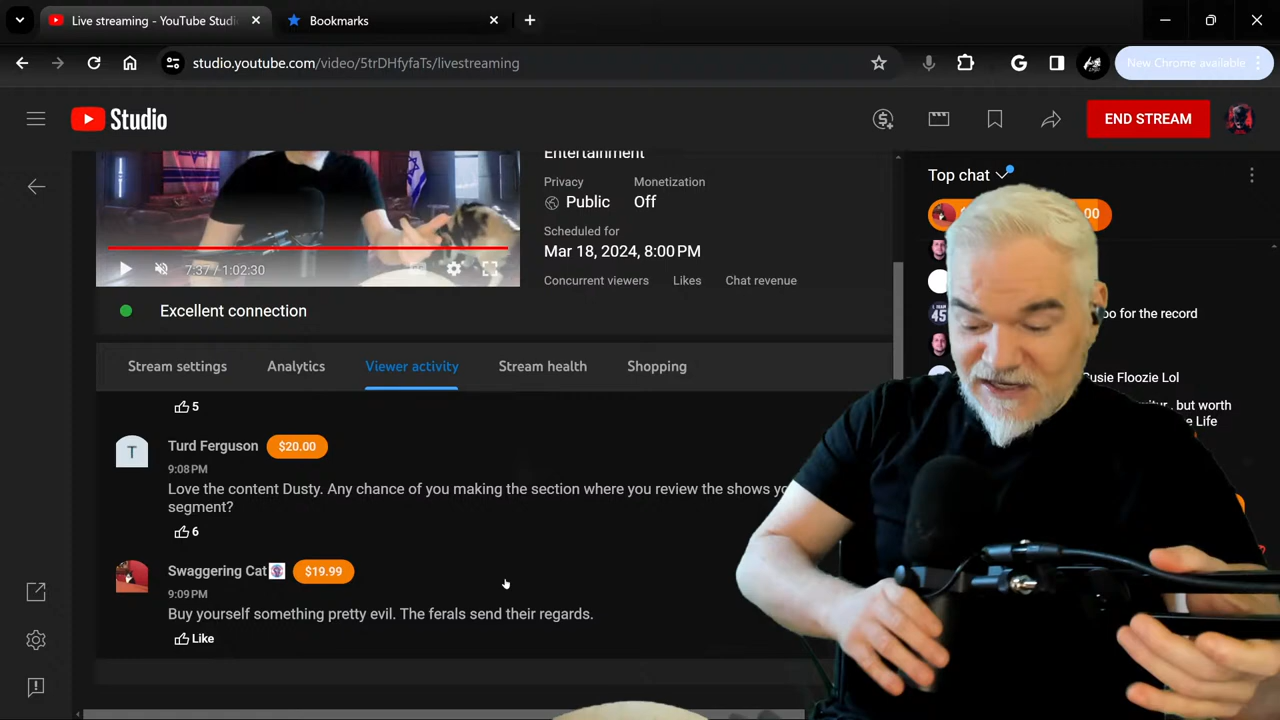 Live streaming - YouTube Studi
Bookmarks
studio.youtube.com/video/5trDHfyfaTs/livestreaming
New Chrome available
Studio
END STREAM
Entertainment
Privacy
Monetization
Public
Off
Scheduled for
Mar 18, 2024, 8:00 PM
Concurrent viewers
Likes
Chat revenue
7:37 / 1:02:30
Excellent connection
Stream settings
Analytics
Viewer activity
Stream health
Shopping
5
T
Turd Ferguson
$20.00
9:08 PM
Love the content Dusty. Any chance of you making the section where you review the shows
segment?
6
Swaggering Cat
$19.99
9:09 PM
Buy yourself something pretty evil. The ferals send their regards.
Like
Top chat
.00
45
for the record
Floozie Lol
, but worth
Life